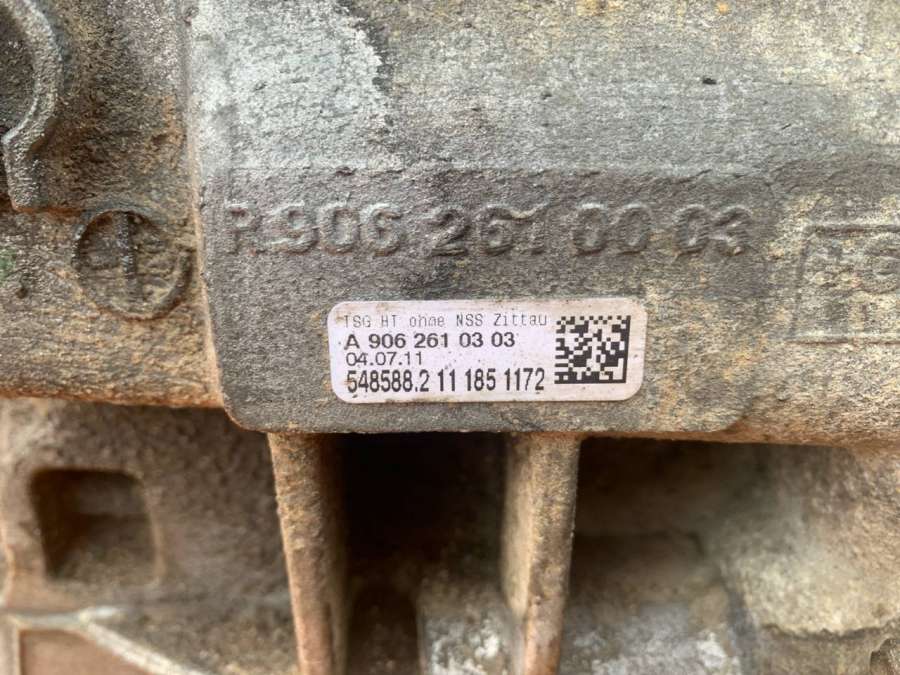 R.906 261 00 03
TSG HT ohne NSS Zittau
A 906 261 03 03
04.07.11
548588.2 11 185 1172